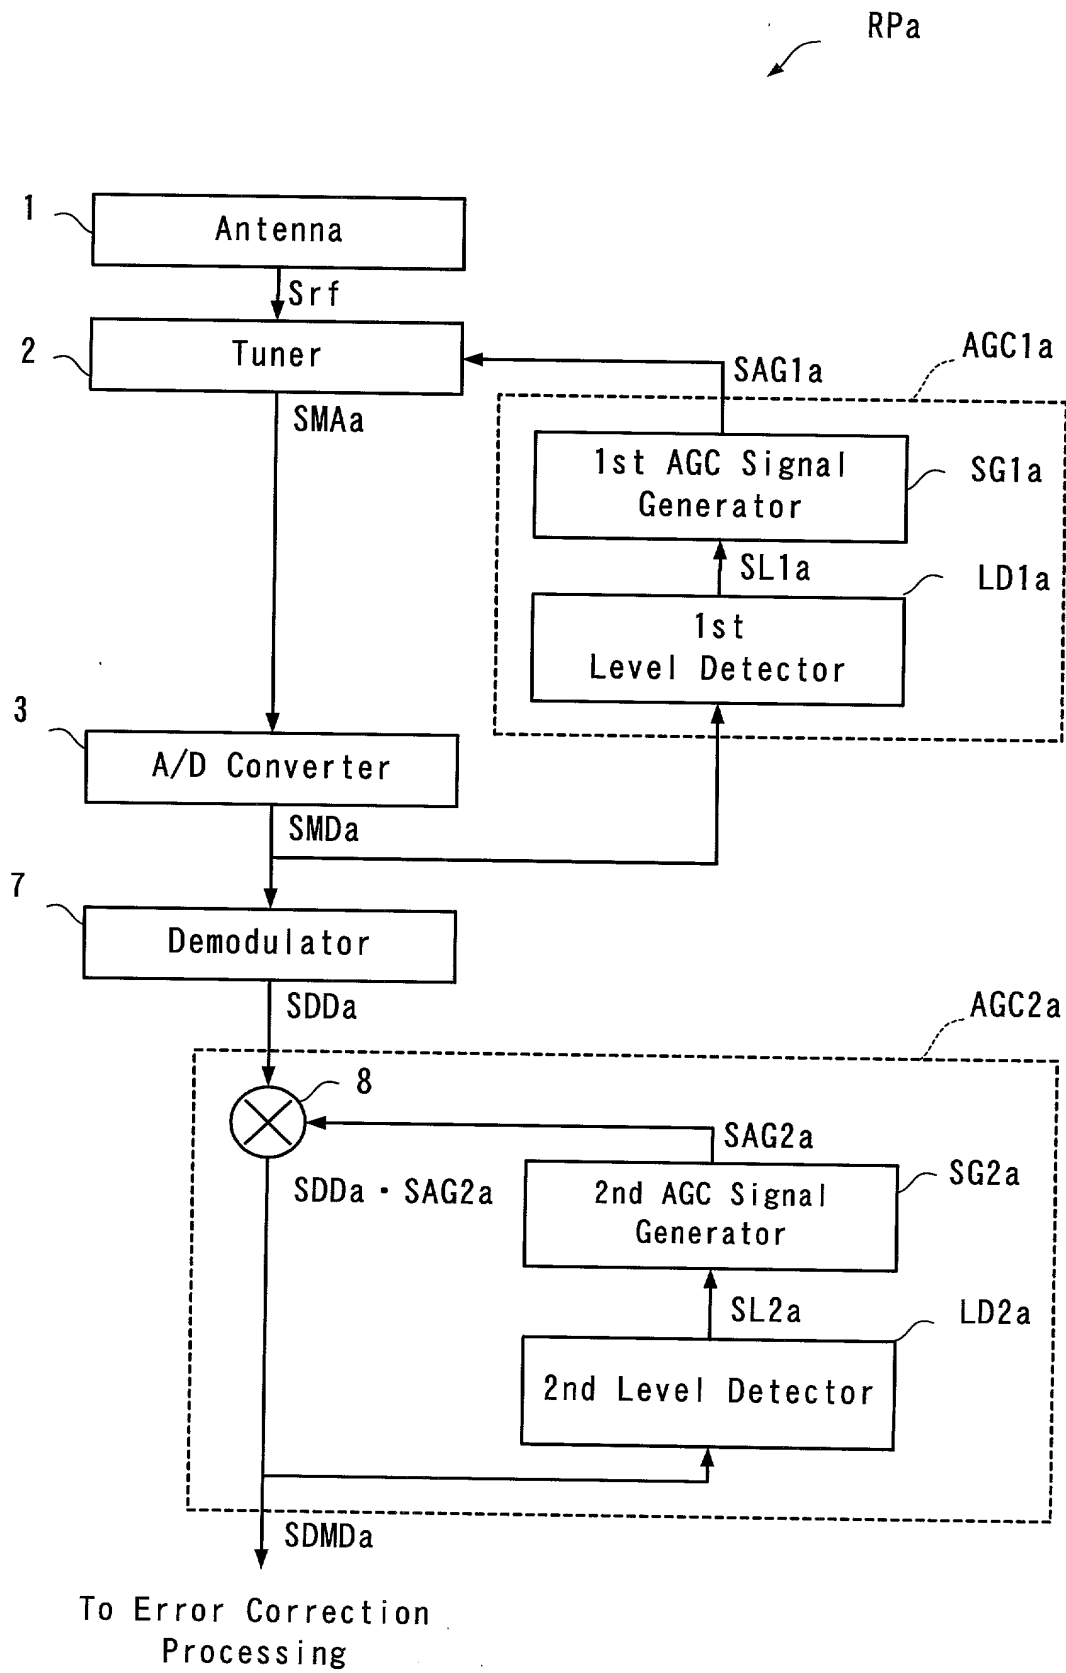 RPa
1
Antenna
Srf
2
Tuner
SMAa
SAG1a
AGC1a
1st AGC Signal
Generator
SG1a
SL1a
LD1a
1st
Level Detector
3
A/D Converter
SMDa
7
Demodulator
SDDa
AGC2a
8
SAG2a
SDDa・SAG2a
2nd AGC Signal
Generator
SG2a
SL2a
LD2a
2nd Level Detector
SDMDa
To Error Correction
Processing